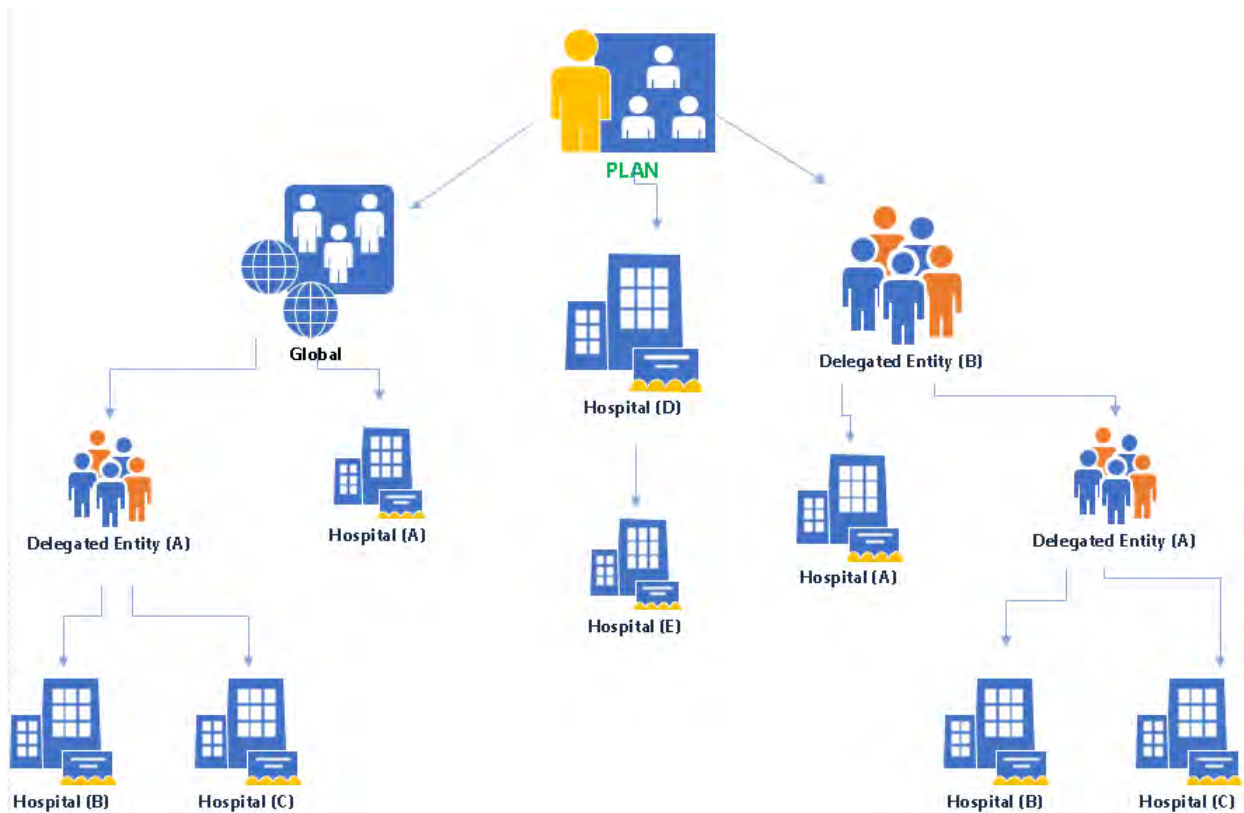 PLAN
Global
Delegated Entity (B)
Hospital (D)
Delegated Entity (A)
Hospital (A)
Hospital (E)
Hospital (A)
Delegated Entity (A)
Hospital (B)
Hospital (C)
Hospital (B)
Hospital (C)